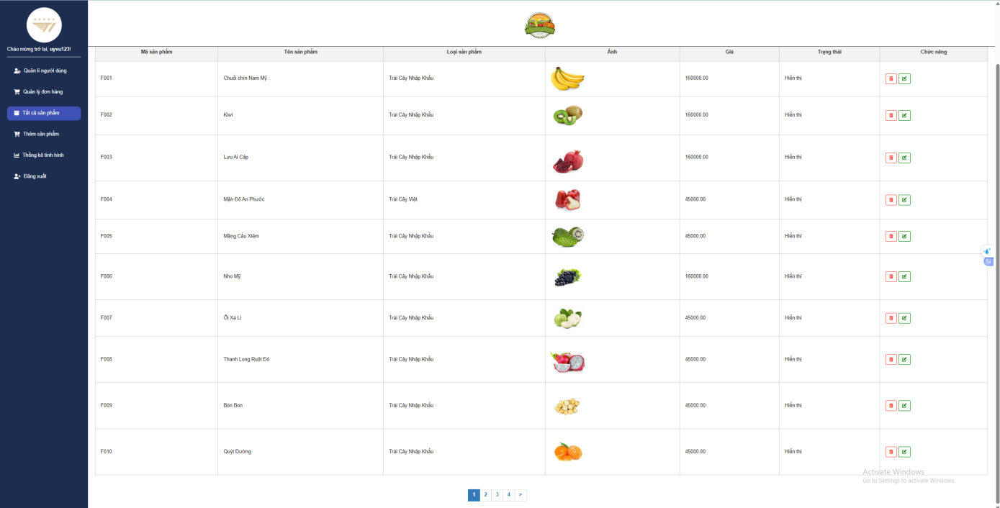 Chào mừng trở lại, uyvu123!
Quản lí người dùng
Quản lý đơn hàng
Tất cả sản phẩm
Thêm sản phẩm
Thống kê tình hình
Đăng xuất
Mã sản phẩm Tên sản phẩm Loại sản phẩm Ảnh Giá Trạng thái Chức năng
F001 Chuối chín Nam Mỹ Trái Cây Nhập Khẩu 160000.00 Hiển thị
F002 Kiwi Trái Cây Nhập Khẩu 160000.00 Hiển thị
F003 Lựu Ai Cập Trái Cây Nhập Khẩu 160000.00 Hiển thị
F004 Mận Đỏ An Phước Trái Cây Việt 45000.00 Hiển thị
F005 Mãng Cầu Xiêm Trái Cây Nhập Khẩu 45000.00 Hiển thị
F006 Nho Mỹ Trái Cây Nhập Khẩu 160000.00 Hiển thị
F007 Ổi Xá Lị Trái Cây Nhập Khẩu 45000.00 Hiển thị
F008 Thanh Long Ruột Đỏ Trái Cây Nhập Khẩu 45000.00 Hiển thị
F009 Bòn Bon Trái Cây Nhập Khẩu 45000.00 Hiển thị
F010 Quýt Đường Trái Cây Nhập Khẩu 45000.00 Hiển thị
Activate Windows
Go to Settings to activate Windows.
1 2 3 4 >